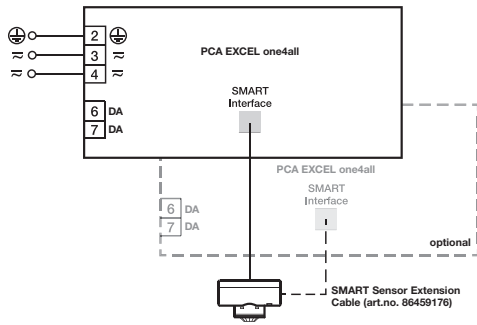 2
PCA EXCEL one4all
3
4
SMART
Interface
6 DA
7 DA
PCA EXCEL one4all
SMART
Interface
6 DA
7 DA
optional
SMART Sensor Extension
Cable (art.no. 86459176)